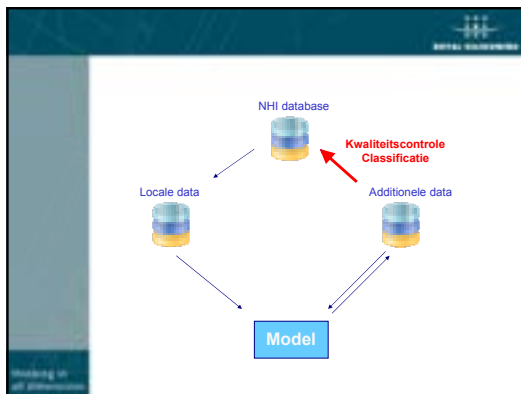 NHI database
Kwaliteitscontrole
Classificatie
Locale data
Additionele data
Model